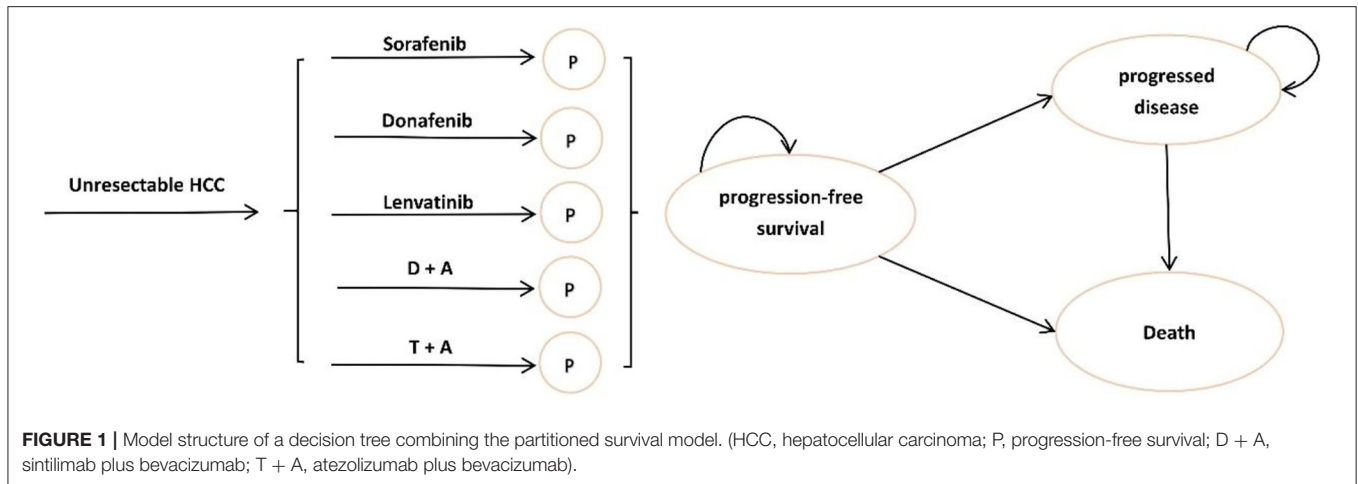 Unresectable HCC
Sorafenib
P
Donafenib
P
Lenvatinib
P
D + A
P
T + A
P
progression-free
survival
progressed
disease
Death
FIGURE 1 | Model structure of a decision tree combining the partitioned survival model. (HCC, hepatocellular carcinoma; P, progression-free survival; D + A,
sintilimab plus bevacizumab; T + A, atezolizumab plus bevacizumab).